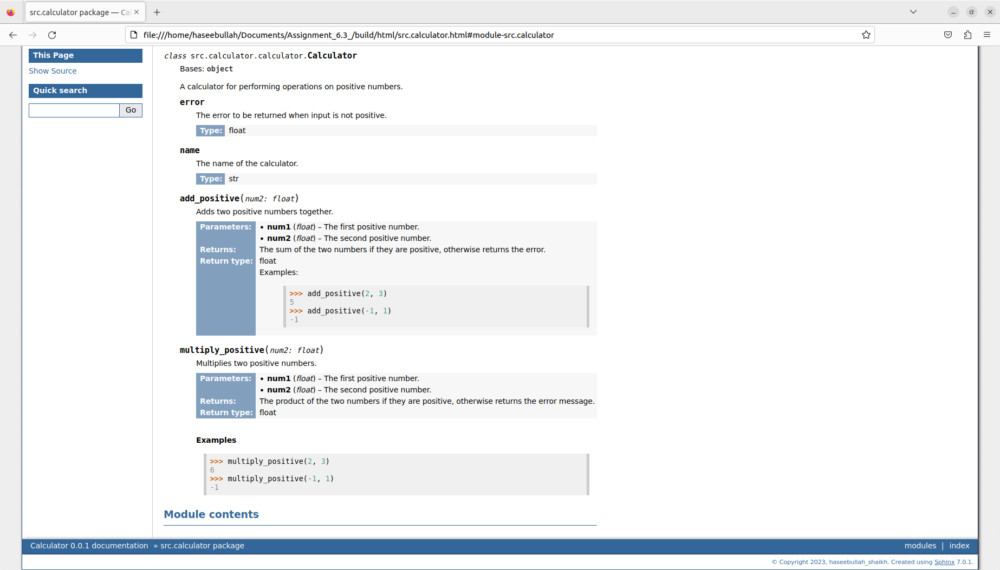 src.calculator package — Ca
file:///home/haseebullah/Documents/Assignment_6.3_/build/html/src.calculator.html#module-src.calculator
This Page
Show Source
Quick search
Go
class src.calculator.calculator.Calculator
Bases: object
A calculator for performing operations on positive numbers.
error
The error to be returned when input is not positive.
Type: float
name
The name of the calculator.
Type: str
add_positive(num2: float)
Adds two positive numbers together.
Parameters: • num1 (float) – The first positive number.
• num2 (float) – The second positive number.
Returns: The sum of the two numbers if they are positive, otherwise returns the error.
Return type: float
Examples:
>>> add_positive(2, 3)
5
>>> add_positive(-1, 1)
-1
multiply_positive(num2: float)
Multiplies two positive numbers.
Parameters: • num1 (float) – The first positive number.
• num2 (float) – The second positive number.
Returns: The product of the two numbers if they are positive, otherwise returns the error message.
Return type: float
Examples
>>> multiply_positive(2, 3)
6
>>> multiply_positive(-1, 1)
-1
Module contents
Calculator 0.0.1 documentation » src.calculator package
modules | index
© Copyright 2023, haseebullah_shaikh. Created using Sphinx 7.0.1.